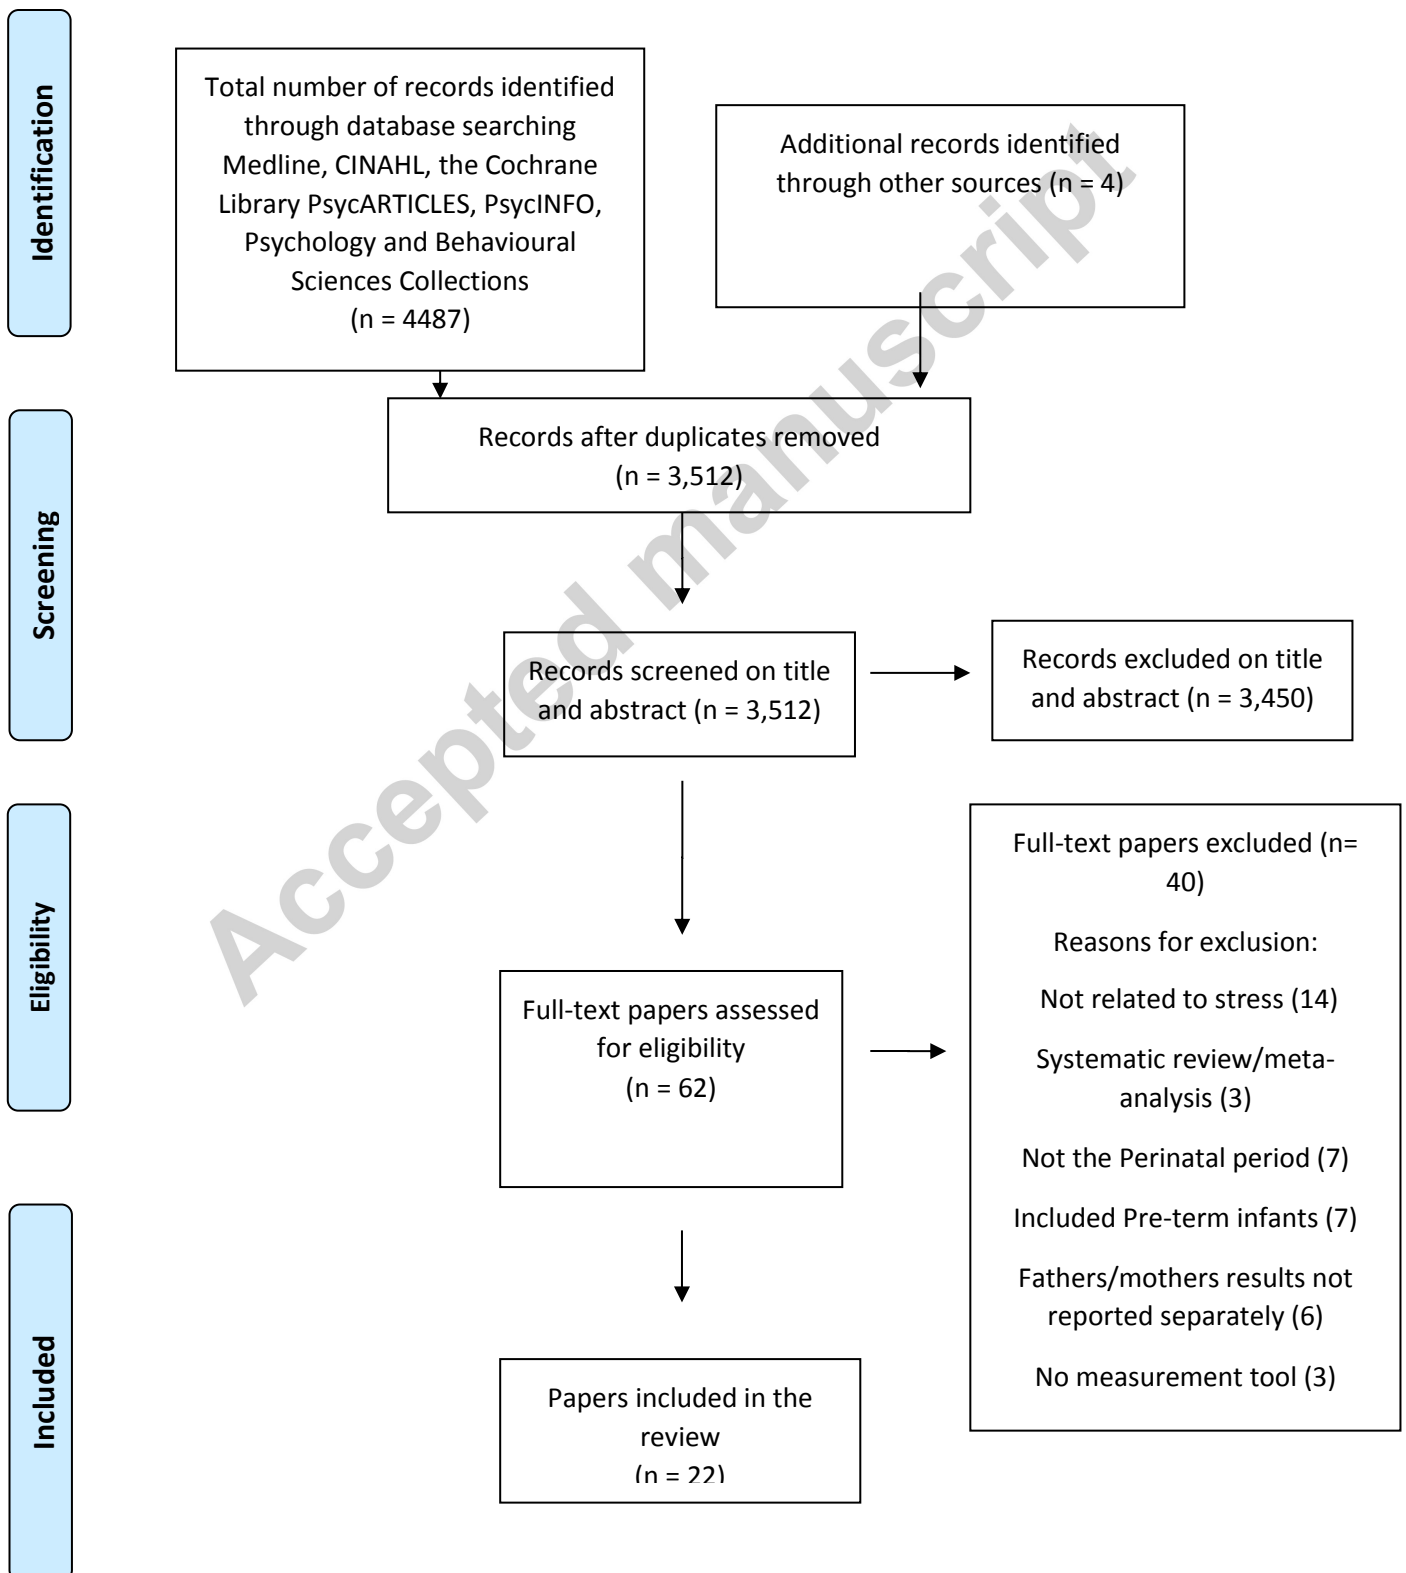 Identification
Total number of records identified
through database searching
Medline, CINAHL, the Cochrane
Library PsycARTICLES, PsycINFO,
Psychology and Behavioural
Sciences Collections
(n = 4487)
Additional records identified
through other sources (n = 4)
Screening
Records after duplicates removed
(n = 3,512)
Records screened on title
and abstract (n = 3,512)
Records excluded on title
and abstract (n = 3,450)
Eligibility
Full-text papers assessed
for eligibility
(n = 62)
Full-text papers excluded (n=
40)
Reasons for exclusion:
Not related to stress (14)
Systematic review/meta-
analysis (3)
Not the Perinatal period (7)
Included Pre-term infants (7)
Fathers/mothers results not
reported separately (6)
No measurement tool (3)
Included
Papers included in the
review
(n = 22)
Accepted manuscript